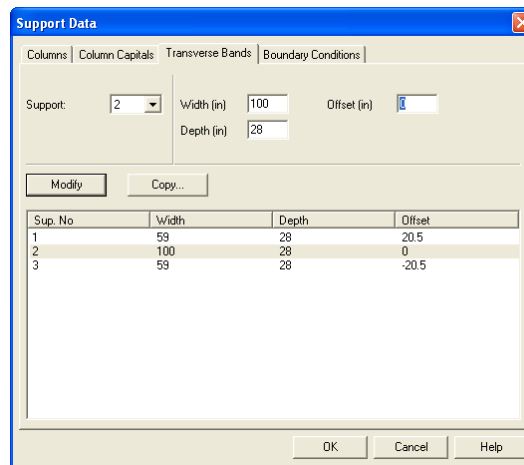 Support Data
Columns Column Capitals Transverse Bands Boundary Conditions
Support: 2 Width (in) 100 Offset (in) 0
Depth (in) 28
Modify Copy...
Sup. No Width Depth Offset
1 59 28 20.5
2 100 28 0
3 59 28 -20.5
OK Cancel Help